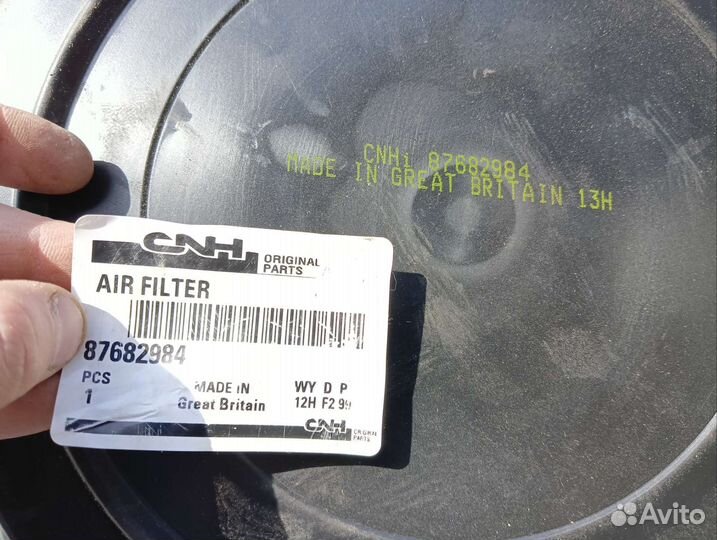 CNHi 87682984
MADE IN GREAT BRITAIN 13H
CNH ORIGINAL PARTS
AIR FILTER
87682984
PCS
1
MADE IN
Great Britain
WY D P
12H F2 99
CNH ORIGINAL PARTS
Avito